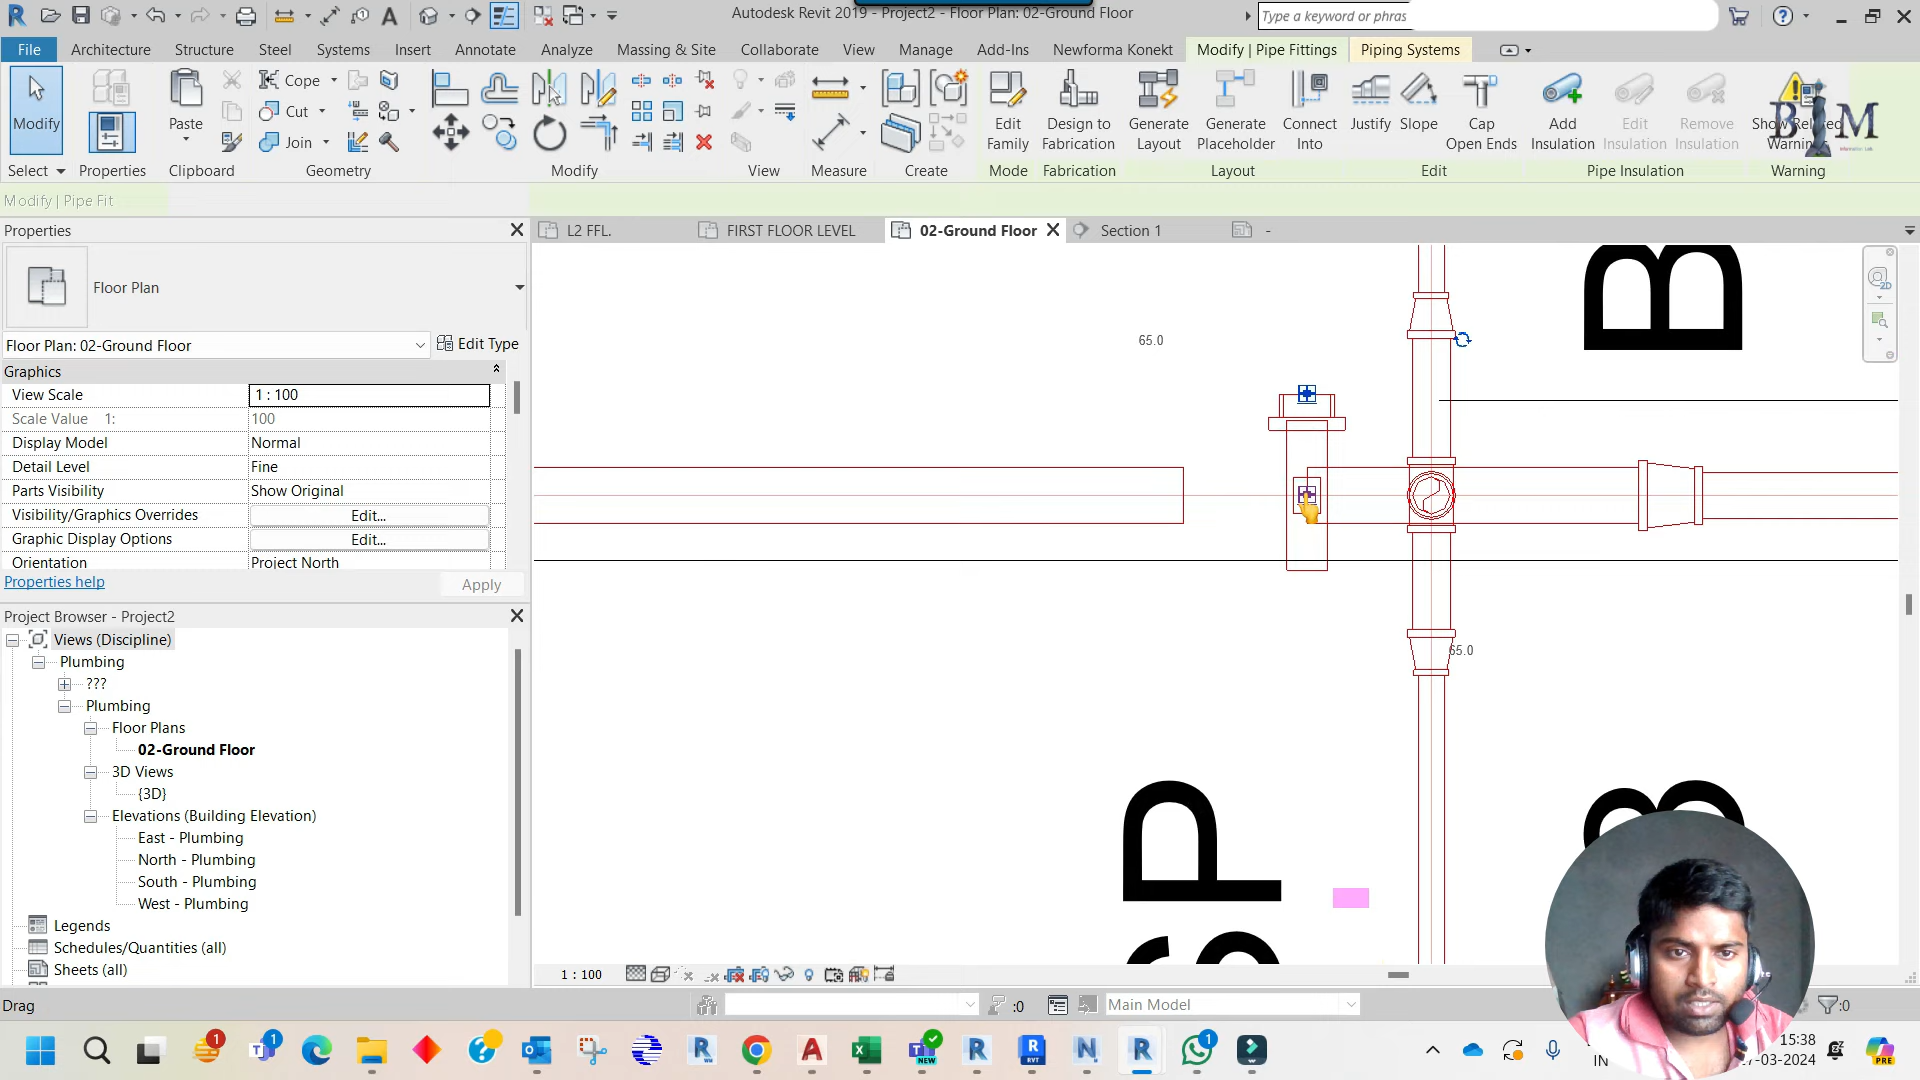 Autodesk Revit 2019 - Project2 - Floor Plan: 02-Ground Floor
Type a keyword or phras
File Architecture Structure Steel Systems Insert Annotate Analyze Massing & Site Collaborate View Manage Add-Ins Newforma Konekt Modify | Pipe Fittings Piping Systems
Modify
Paste
Cope
Cut
Join
Edit Family
Design to Fabrication
Generate Layout
Generate Placeholder
Connect Into
Justify
Slope
Cap Open Ends
Add Insulation
Edit Insulation
Remove Insulation
BIM
Select Properties Clipboard Geometry Modify View Measure Create Mode Fabrication Layout Edit Pipe Insulation Warning
Modify | Pipe Fit
Properties
L2 FFL. FIRST FLOOR LEVEL 02-Ground Floor Section 1 -
Floor Plan
Floor Plan: 02-Ground Floor Edit Type
Graphics
View Scale 1 : 100
Scale Value 1: 100
Display Model Normal
Detail Level Fine
Parts Visibility Show Original
Visibility/Graphics Overrides Edit...
Graphic Display Options Edit...
Orientation Project North
Properties help Apply
Project Browser - Project2
Views (Discipline)
Plumbing
???
Plumbing
Floor Plans
02-Ground Floor
3D Views
{3D}
Elevations (Building Elevation)
East - Plumbing
North - Plumbing
South - Plumbing
West - Plumbing
Legends
Schedules/Quantities (all)
Sheets (all)
65.0
B
2D
65.0
P
1 : 100
Drag
:0
Main Model
:0
15:38
IN
-03-2024